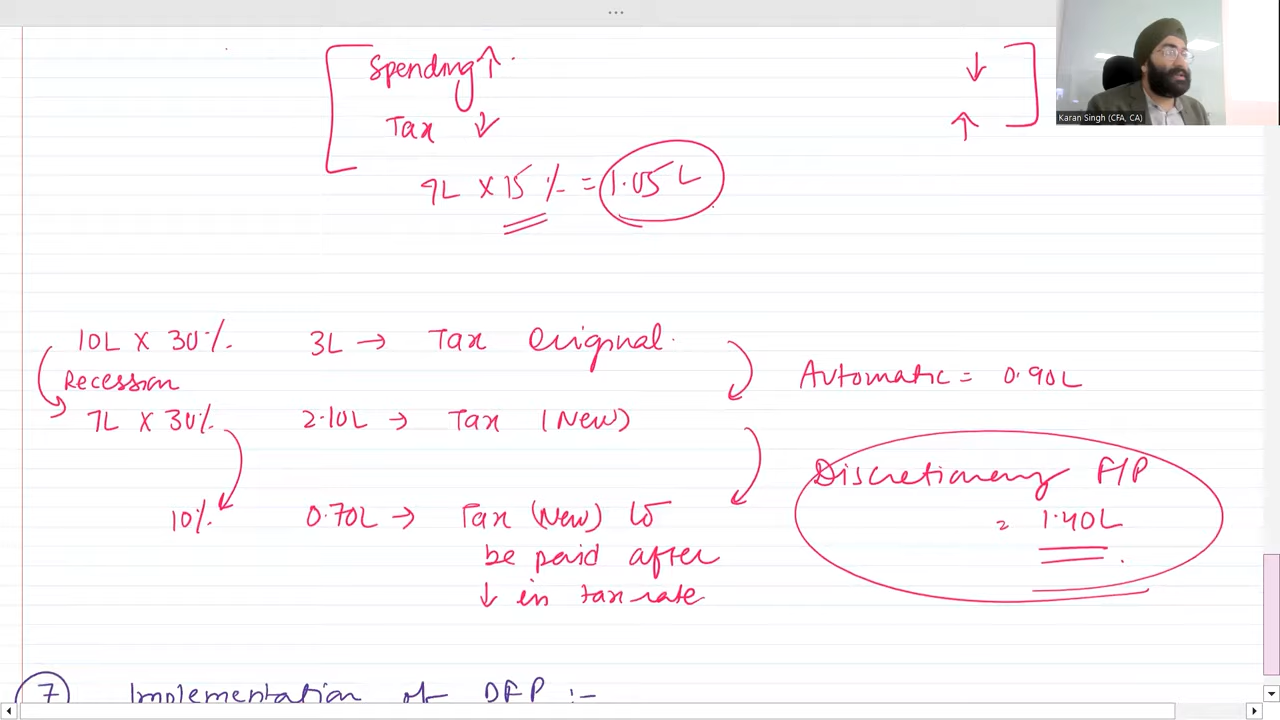 Spending ↑ ↓
Tax ↓ ↑
7L X 15 % = 1.05 L
Karan Singh (CFA, CA)
10L X 30% 3L → Tax Original.
Recession
Automatic = 0.90L
7L X 30% 2.10L → Tax (New)
Discretionary F/P
= 1.40L
10% 0.70L → Tax (New) to
be paid after
↓ in tax rate
7 Implementation of DFP :-